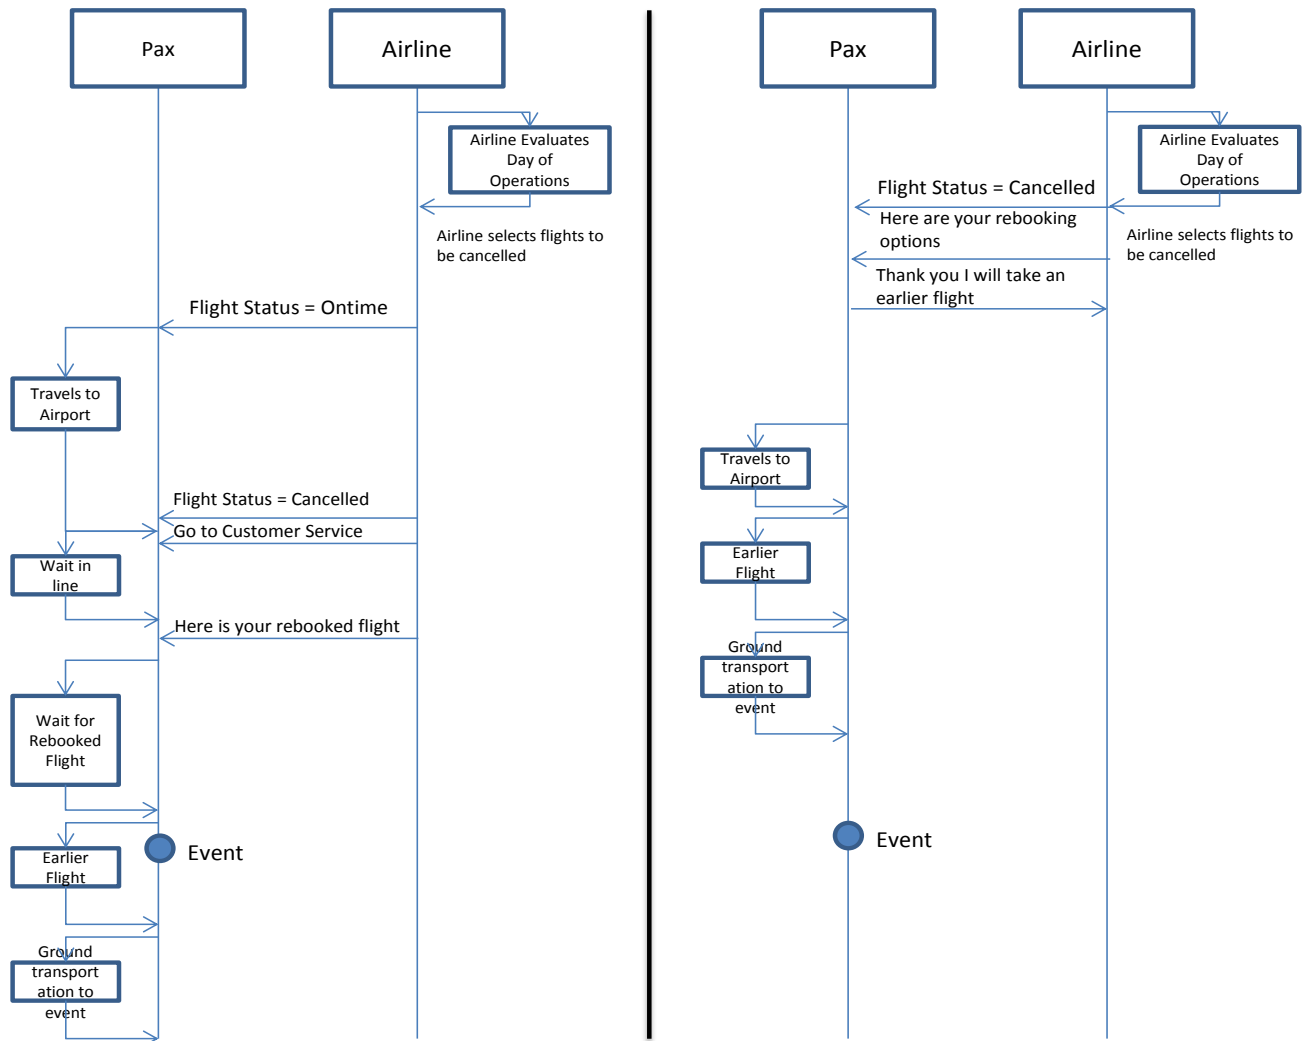 Pax
Airline
Airline Evaluates
Day of
Operations
Airline selects flights to
be cancelled
Flight Status = Ontime
Travels to
Airport
Flight Status = Cancelled
Go to Customer Service
Wait in
line
Here is your rebooked flight
Wait for
Rebooked
Flight
Event
Earlier
Flight
Ground
transport
ation to
event
Pax
Airline
Airline Evaluates
Day of
Operations
Flight Status = Cancelled
Here are your rebooking
options
Airline selects flights to
be cancelled
Thank you I will take an
earlier flight
Travels to
Airport
Earlier
Flight
Ground
transport
ation to
event
Event